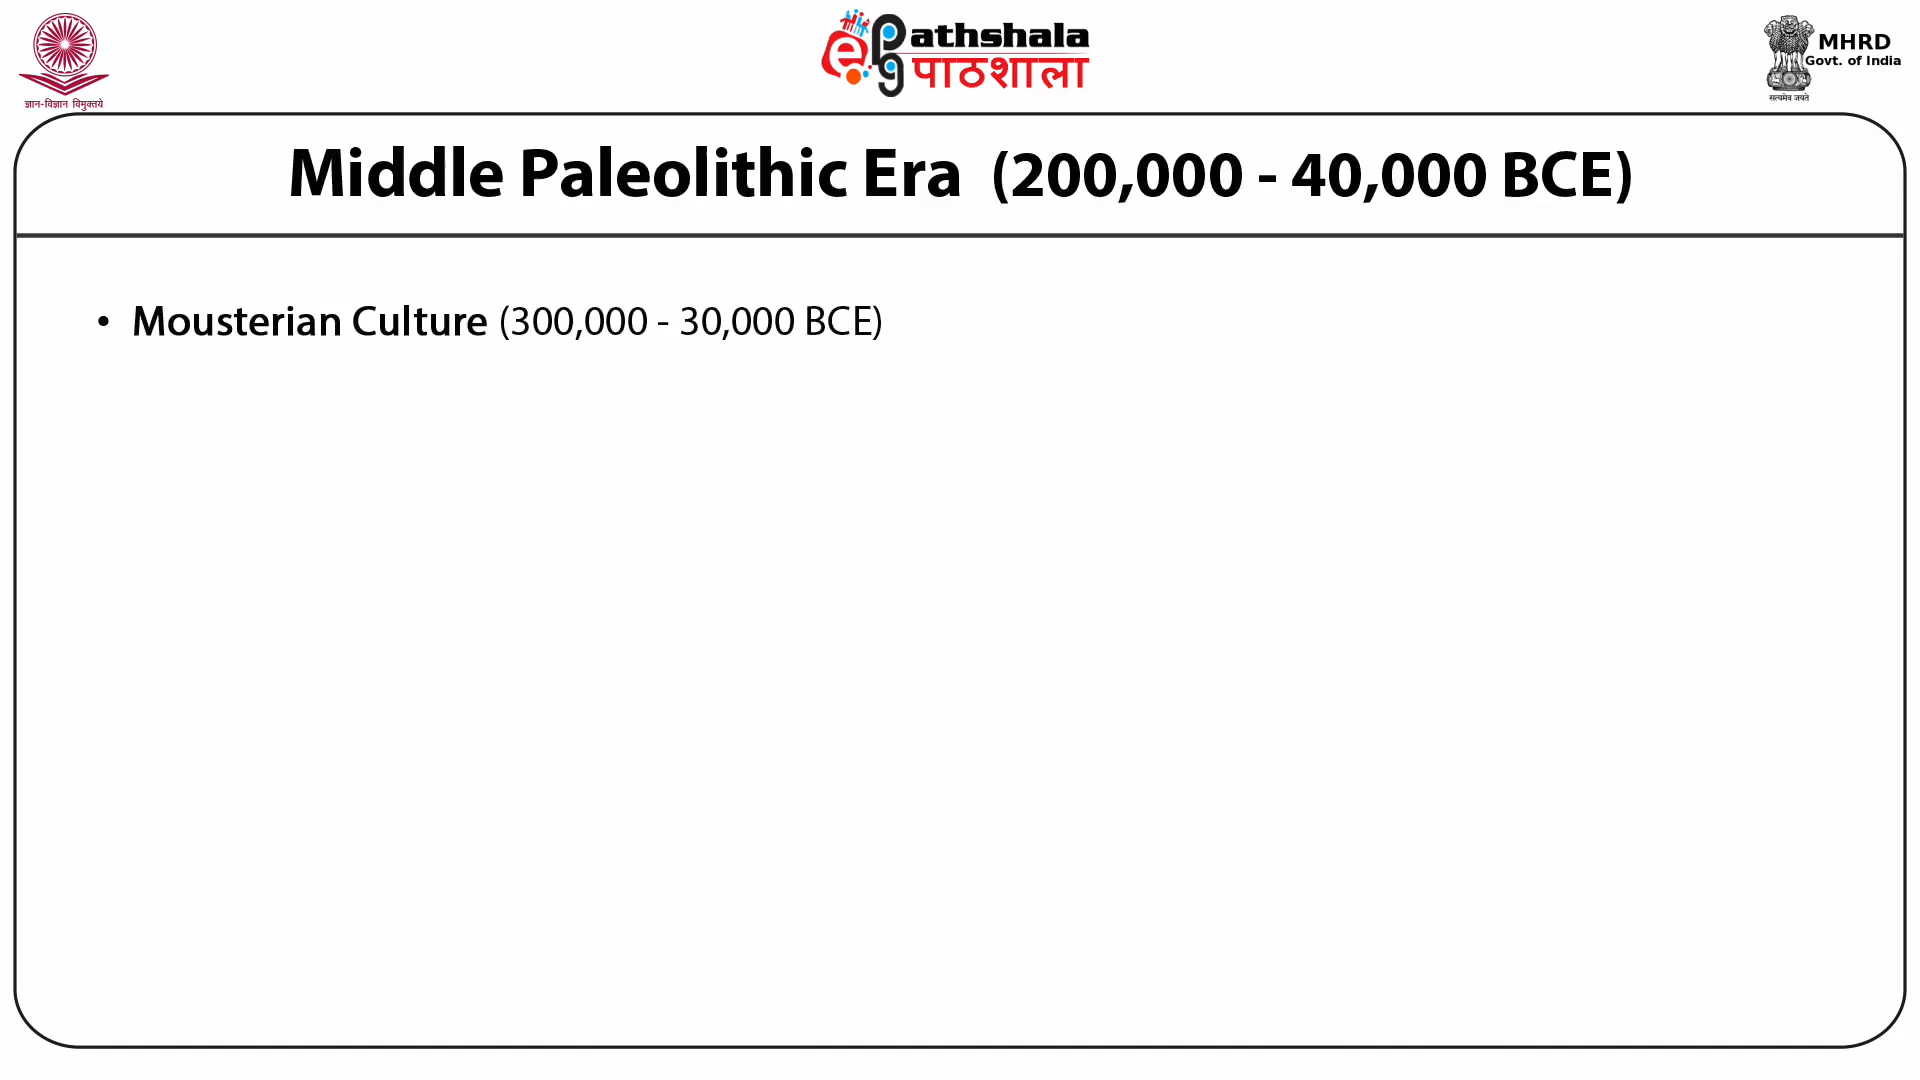 ज्ञान-विज्ञान विमुक्तये
e PG athshala
पाठशाला
MHRD
Govt. of India
सत्यमेव जयते
Middle Paleolithic Era (200,000 - 40,000 BCE)
• Mousterian Culture (300,000 - 30,000 BCE)